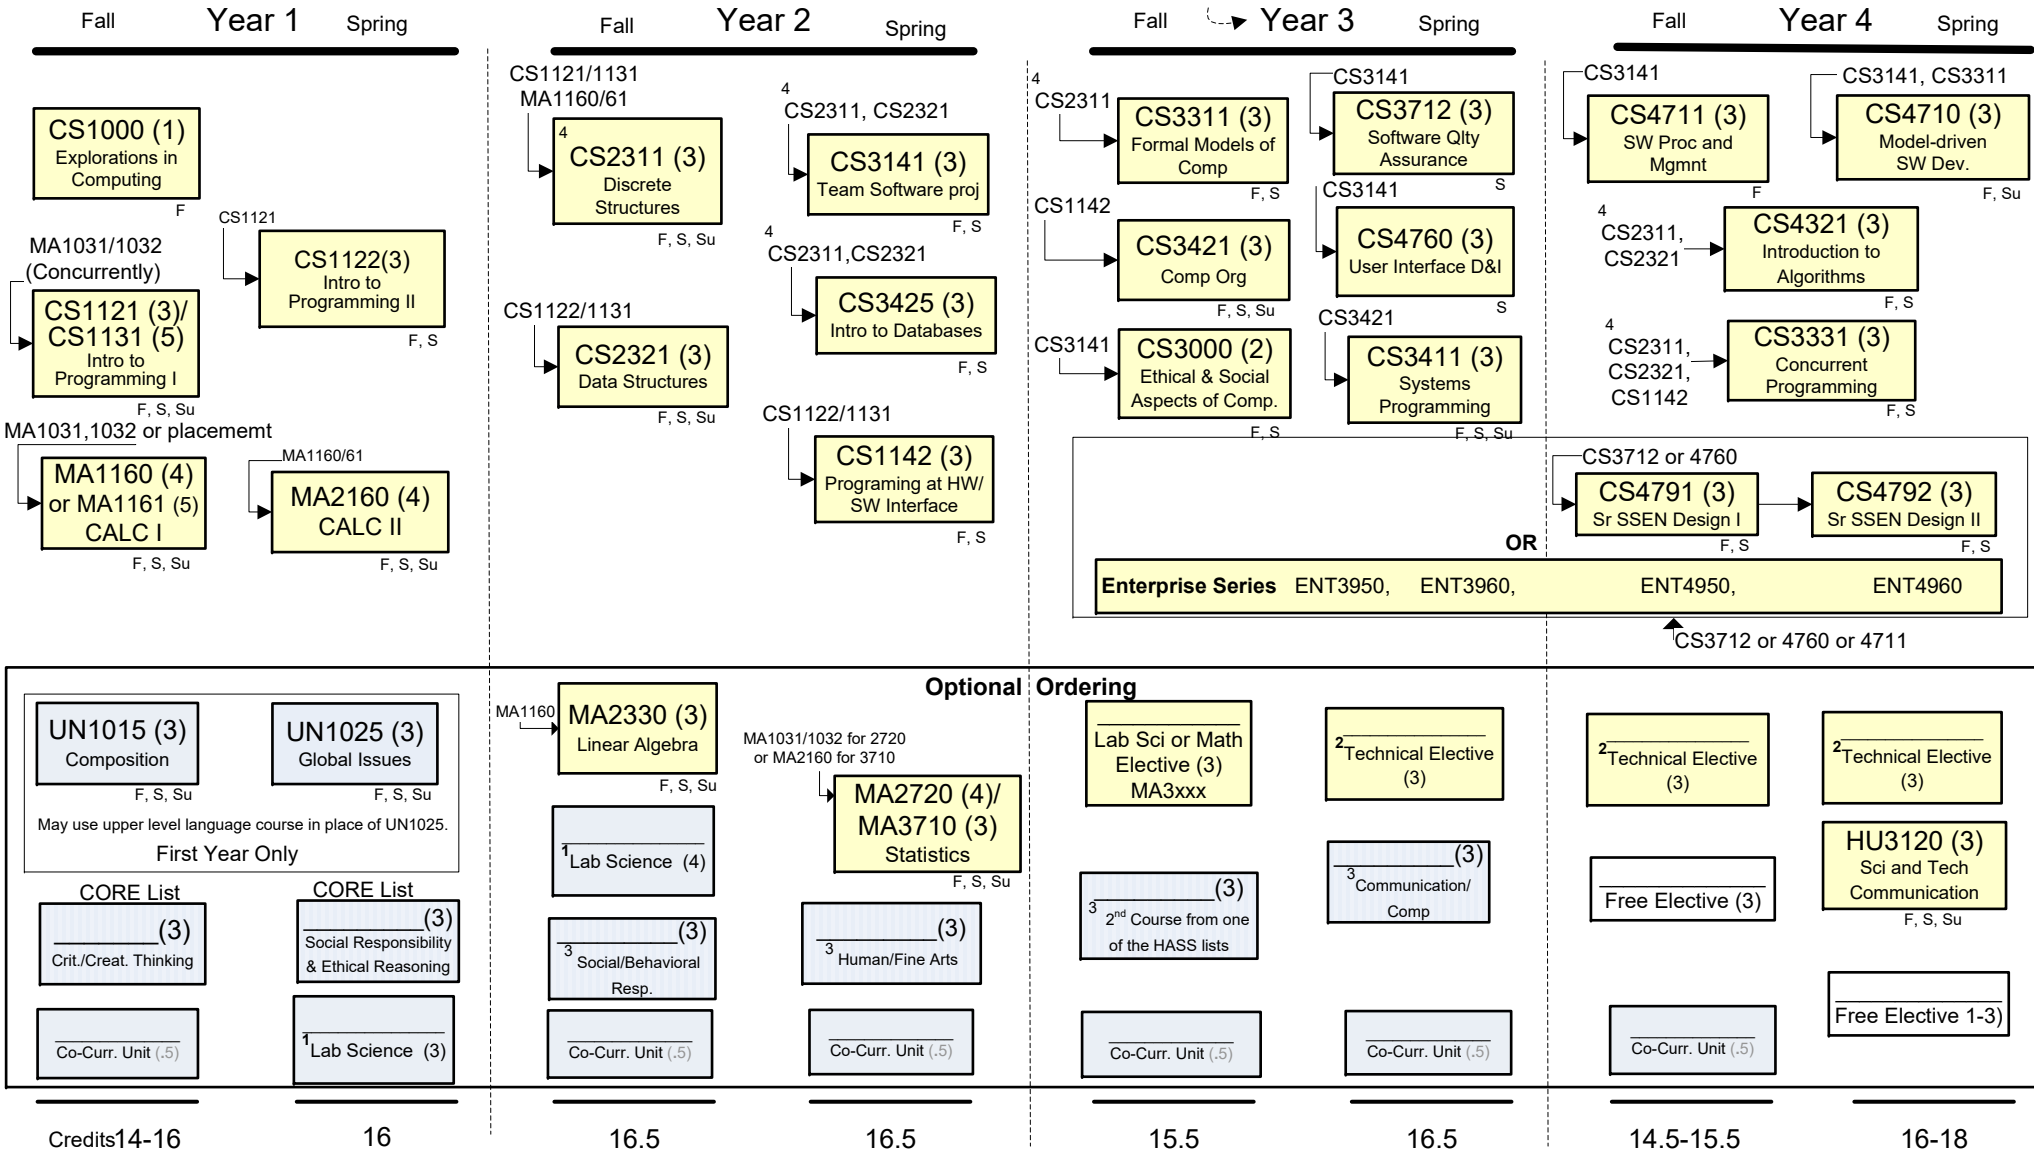 Fall Year 1 Spring
Fall Year 2 Spring
Fall Year 3 Spring
Fall Year 4 Spring
CS1000 (1)
Explorations in
Computing
F
MA1031/1032
(Concurrently)
CS1121 (3)/
CS1131 (5)
Intro to
Programming I
F, S, Su
MA1031,1032 or placememt
MA1160 (4)
or MA1161 (5)
CALC I
F, S, Su
CS1121
CS1122(3)
Intro to
Programming II
F, S
MA1160/61
MA2160 (4)
CALC II
F, S, Su
CS1121/1131
MA1160/61
4
CS2311 (3)
Discrete
Structures
F, S, Su
CS1122/1131
CS2321 (3)
Data Structures
F, S, Su
4
CS2311, CS2321
CS3141 (3)
Team Software proj
F, S
4
CS2311,CS2321
CS3425 (3)
Intro to Databases
F, S
CS1122/1131
CS1142 (3)
Programing at HW/
SW Interface
F, S
4
CS2311
CS3311 (3)
Formal Models of
Comp
F, S
CS1142
CS3421 (3)
Comp Org
F, S, Su
CS3141
CS3000 (2)
Ethical & Social
Aspects of Comp.
F, S
CS3141
CS3712 (3)
Software Qlty
Assurance
S
CS3141
CS4760 (3)
User Interface D&I
S
CS3421
CS3411 (3)
Systems
Programming
F, S, Su
CS3141
CS4711 (3)
SW Proc and
Mgmnt
F
CS3141, CS3311
CS4710 (3)
Model-driven
SW Dev.
F, Su
4
CS2311,
CS2321
CS4321 (3)
Introduction to
Algorithms
F, S
4
CS2311,
CS2321,
CS1142
CS3331 (3)
Concurrent
Programming
F, S
CS3712 or 4760
CS4791 (3)
Sr SSEN Design I
F, S
CS4792 (3)
Sr SSEN Design II
F, S
OR
Enterprise Series ENT3950, ENT3960, ENT4950, ENT4960
CS3712 or 4760 or 4711
Optional Ordering
UN1015 (3)
Composition
F, S, Su
UN1025 (3)
Global Issues
F, S, Su
May use upper level language course in place of UN1025.
First Year Only
CORE List
(3)
Crit./Creat. Thinking
Co-Curr. Unit (.5)
CORE List
(3)
Social Responsibility
& Ethical Reasoning
1 Lab Science (3)
MA1160
MA2330 (3)
Linear Algebra
F, S, Su
1 Lab Science (4)
(3)
3 Social/Behavioral
Resp.
Co-Curr. Unit (.5)
MA1031/1032 for 2720
or MA2160 for 3710
MA2720 (4)/
MA3710 (3)
Statistics
F, S, Su
(3)
3 Human/Fine Arts
Co-Curr. Unit (.5)
Lab Sci or Math
Elective (3)
MA3xxx
(3)
3 2nd Course from one
of the HASS lists
Co-Curr. Unit (.5)
2 Technical Elective
(3)
(3)
3 Communication/
Comp
Co-Curr. Unit (.5)
2 Technical Elective
(3)
Free Elective (3)
Co-Curr. Unit (.5)
2 Technical Elective
(3)
HU3120 (3)
Sci and Tech
Communication
F, S, Su
Free Elective 1-3)
Credits 14-16 16 16.5 16.5 15.5 16.5 14.5-15.5 16-18